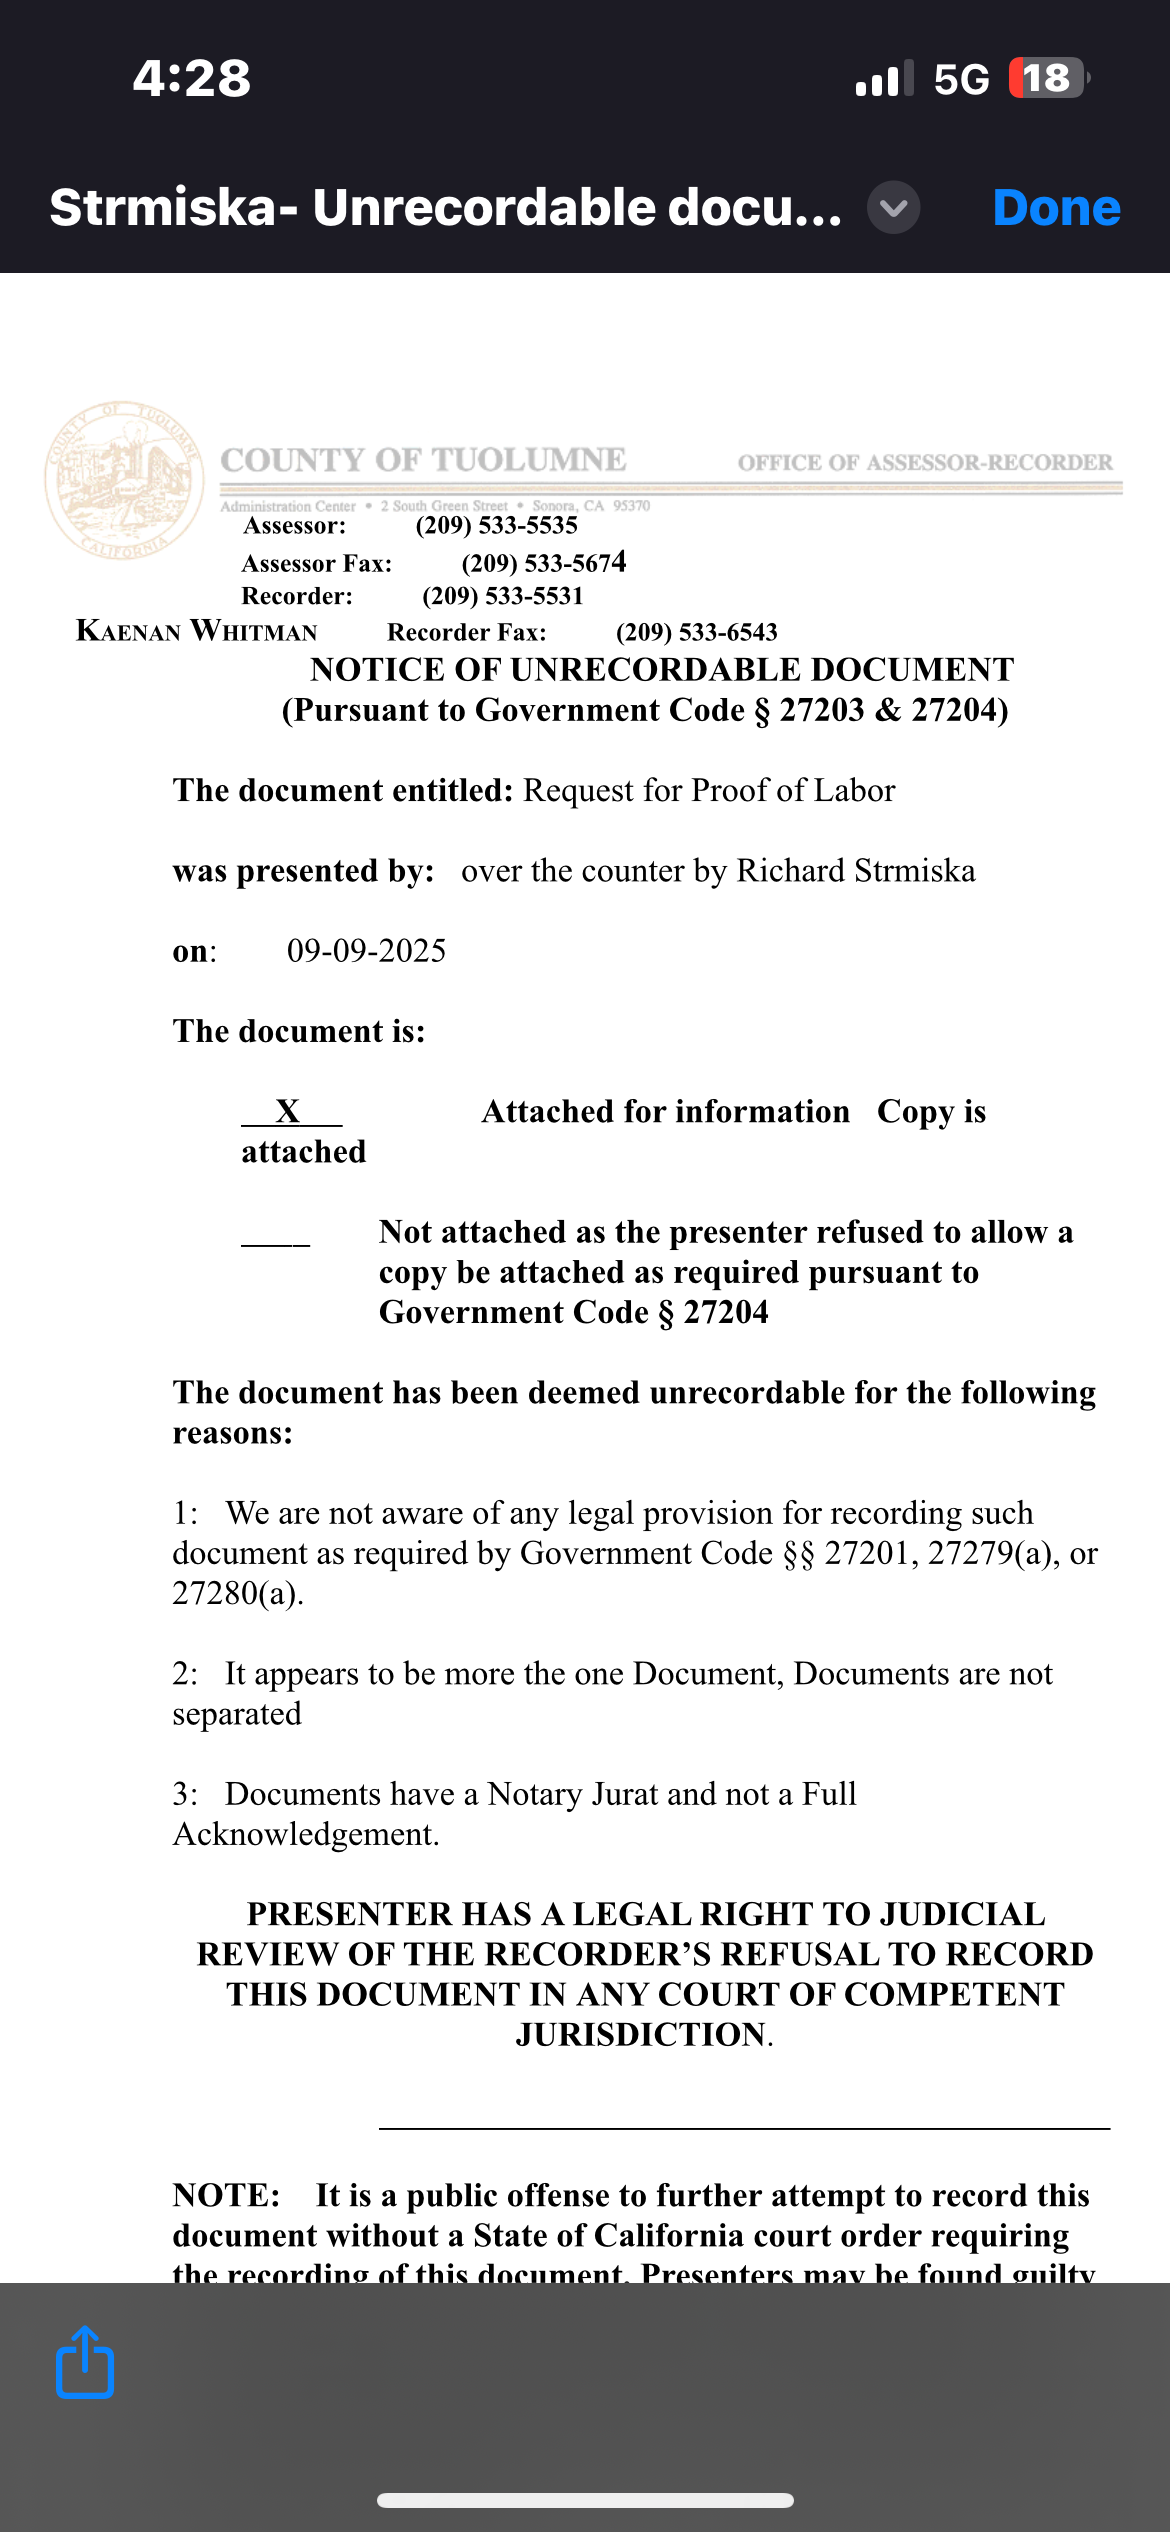 4:28
5G 18
Strmiska- Unrecordable docu...
Done
COUNTY OF TUOLUMNE
CALIFORNIA
COUNTY OF TUOLUMNE OFFICE OF ASSESSOR-RECORDER
Administration Center • 2 South Green Street • Sonora, CA 95370
Assessor: (209) 533-5535
Assessor Fax: (209) 533-5674
Recorder: (209) 533-5531
KAENAN WHITMAN Recorder Fax: (209) 533-6543
NOTICE OF UNRECORDABLE DOCUMENT
(Pursuant to Government Code § 27203 & 27204)
The document entitled: Request for Proof of Labor
was presented by: over the counter by Richard Strmiska
on: 09-09-2025
The document is:
__X___ Attached for information Copy is
attached
____ Not attached as the presenter refused to allow a
copy be attached as required pursuant to
Government Code § 27204
The document has been deemed unrecordable for the following
reasons:
1: We are not aware of any legal provision for recording such
document as required by Government Code §§ 27201, 27279(a), or
27280(a).
2: It appears to be more the one Document, Documents are not
separated
3: Documents have a Notary Jurat and not a Full
Acknowledgement.
PRESENTER HAS A LEGAL RIGHT TO JUDICIAL
REVIEW OF THE RECORDER’S REFUSAL TO RECORD
THIS DOCUMENT IN ANY COURT OF COMPETENT
JURISDICTION.
NOTE: It is a public offense to further attempt to record this
document without a State of California court order requiring
the recording of this document. Presenters may be found guilty